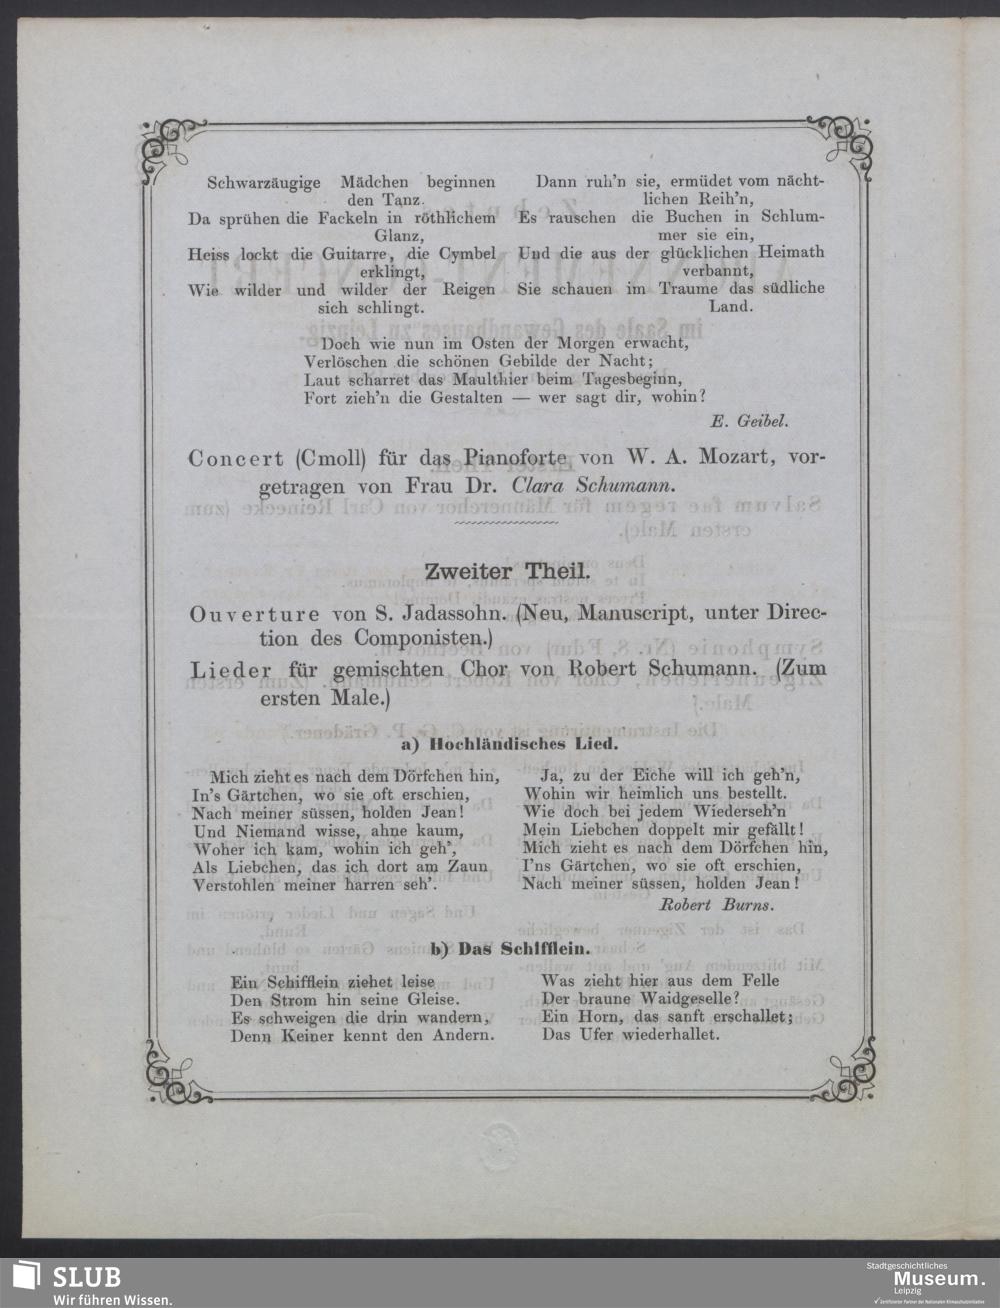 Schwarzäugige Mädchen beginnen
den Tanz.
Da sprühen die Fackeln in röthlichem
Glanz,
Heiss lockt die Guitarre, die Cymbel
erklingt,
Wie wilder und wilder der Reigen
sich schlingt.
Dann ruh'n sie, ermüdet vom nächt-
lichen Reih'n,
Es rauschen die Buchen in Schlum-
mer sie ein,
Und die aus der glücklichen Heimath
verbannt,
Sie schauen im Traume das südliche
Land.
Doch wie nun im Osten der Morgen erwacht,
Verlöschen die schönen Gebilde der Nacht;
Laut scharret das Maulthier beim Tagesbeginn,
Fort zieh'n die Gestalten — wer sagt dir, wohin?
E. Geibel.
Concert (Cmoll) für das Pianoforte von W. A. Mozart, vor-
getragen von Frau Dr. Clara Schumann.
Zweiter Theil.
Ouverture von S. Jadassohn. (Neu, Manuscript, unter Direc-
tion des Componisten.)
Lieder für gemischten Chor von Robert Schumann. (Zum
ersten Male.)
a) Hochländisches Lied.
Mich zieht es nach dem Dörfchen hin,
In's Gärtchen, wo sie oft erschien,
Nach meiner süssen, holden Jean!
Und Niemand wisse, ahne kaum,
Woher ich kam, wohin ich geh',
Als Liebchen, das ich dort am Zaun
Verstohlen meiner harren seh'.
Ja, zu der Eiche will ich geh'n,
Wohin wir heimlich uns bestellt.
Wie doch bei jedem Wiederseh'n
Mein Liebchen doppelt mir gefällt!
Mich zieht es nach dem Dörfchen hin,
I'ns Gärtchen, wo sie oft erschien,
Nach meiner süssen, holden Jean!
Robert Burns.
b) Das Schifflein.
Ein Schifflein ziehet leise
Den Strom hin seine Gleise.
Es schweigen die drin wandern,
Denn Keiner kennt den Andern.
Was zieht hier aus dem Felle
Der braune Waidgeselle?
Ein Horn, das sanft erschallet;
Das Ufer wiederhallet.
SLUB
Wir führen Wissen.
Stadtgeschichtliches
Museum.
Leipzig
Zertifizierter Partner der Nationalen Klimaschutzinitiative